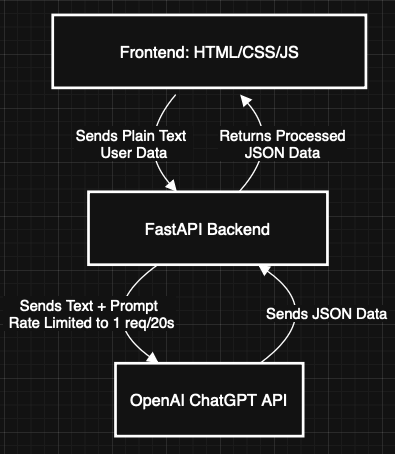 Frontend: HTML/CSS/JS
Sends Plain Text
User Data
Returns Processed
JSON Data
FastAPI Backend
Sends Text + Prompt
Rate Limited to 1 req/20s
Sends JSON Data
OpenAI ChatGPT API